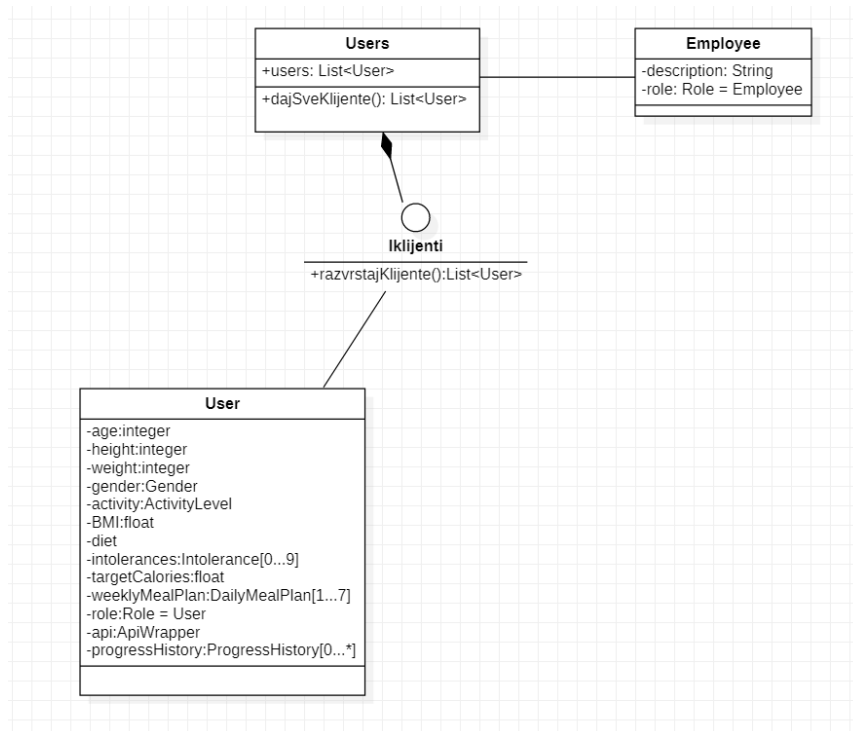 Users
+users: List<User>
+dajSveKlijente(): List<User>
Employee
-description: String
-role: Role = Employee
Iklijenti
+razvrstajKlijente():List<User>
User
-age:integer
-height:integer
-weight:integer
-gender:Gender
-activity:ActivityLevel
-BMI:float
-diet
-intolerances:Intolerance[0...9]
-targetCalories:float
-weeklyMealPlan:DailyMealPlan[1...7]
-role:Role = User
-api:ApiWrapper
-progressHistory:ProgressHistory[0...*]